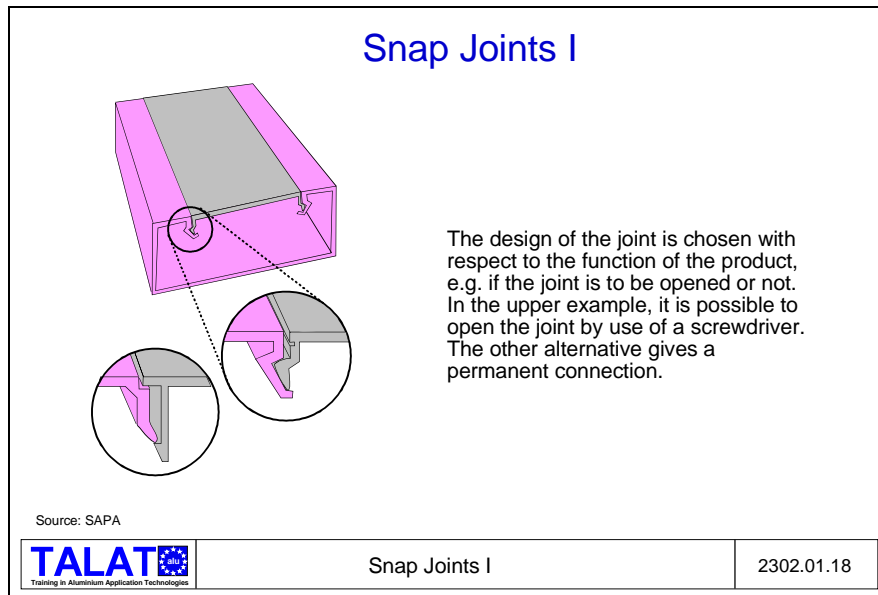 Snap Joints I
The design of the joint is chosen with
respect to the function of the product,
e.g. if the joint is to be opened or not.
In the upper example, it is possible to
open the joint by use of a screwdriver.
The other alternative gives a
permanent connection.
Source: SAPA
TALAT
alu
Training in Aluminium Application Technologies
Snap Joints I
2302.01.18